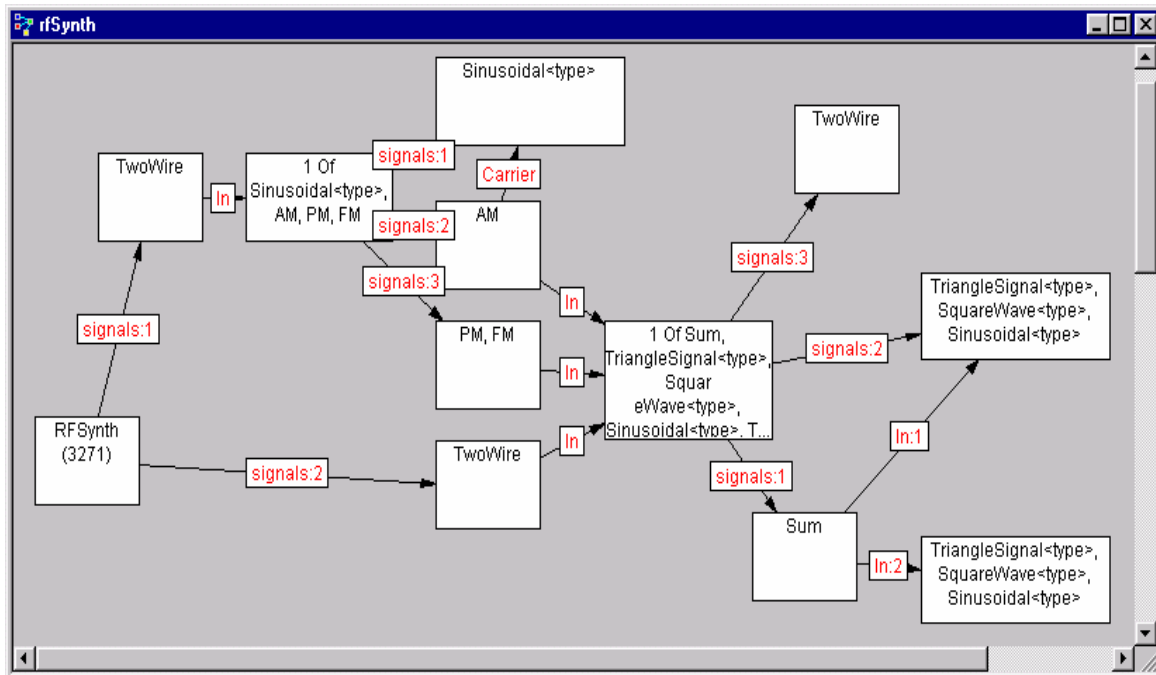 rfSynth
Sinusoidal<type>
TwoWire
TwoWire
In
1 Of
Sinusoidal<type>,
AM, PM, FM
signals:1
Carrier
signals:2
AM
signals:3
signals:3
In
TriangleSignal<type>,
SquareWave<type>,
Sinusoidal<type>
signals:1
PM, FM
In
1 Of Sum,
TriangleSignal<type>,
Squar
eWave<type>,
Sinusoidal<type>, T...
signals:2
RFSynth
(3271)
signals:2
TwoWire
In
In:1
signals:1
Sum
In:2
TriangleSignal<type>,
SquareWave<type>,
Sinusoidal<type>